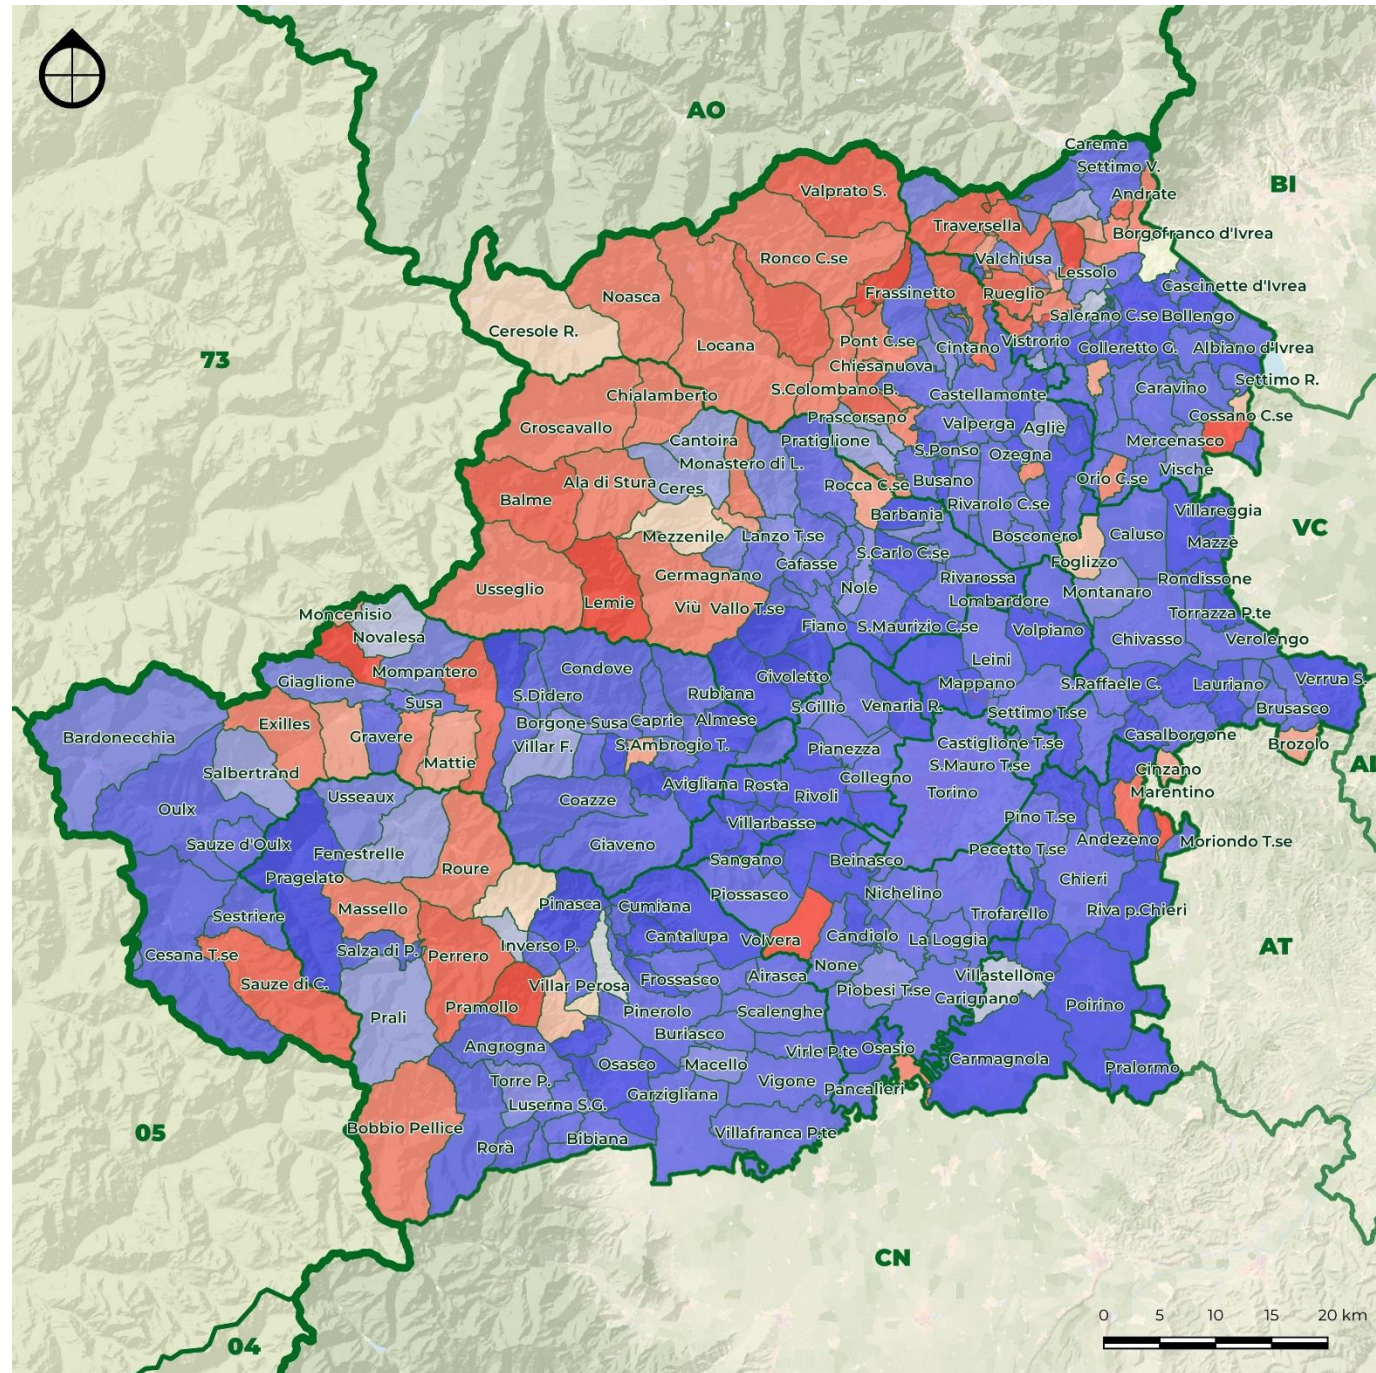 AO
Carema
Settimo V.
BI
Valprato S.
Andrate
Traversella
Borgofranco d'Ivrea
Ronco C.se
Valchiusa
Lessolo
Noasca
Frassinetto
Rueglio
Cascinette d'Ivrea
Ceresole R.
Salerano C.se
Bollengo
73
Locana
Pont C.se
Cintano
Vistrorio
Colleretto G.
Albiano d'Ivrea
Chiesanuova
Settimo R.
Chialamberto
S.Colombano B.
Castellamonte
Caravino
Groscavallo
Prascorsano
Valperga
Agliè
Cossano C.se
Cantoira
Pratiglione
Mercenasco
Monastero di L.
S.Ponso
Ozegna
Vische
Balme
Ala di Stura
Ceres
Rocca C.se
Busano
Orio C.se
Rivarolo C.se
Villareggia
Barbania
VC
Mezzenile
Lanzo T.se
Bosconero
Caluso
Mazzè
S.Carlo C.se
Foglizzo
Cafasse
Germagnano
Rivarossa
Rondissone
Usseglio
Nole
Montanaro
Lemie
Viù
Vallo T.se
Lombardore
Torrazza P.te
Moncenisio
Fiano
S.Maurizio C.se
Volpiano
Chivasso
Verolengo
Novalesa
Leini
Mompantero
Condove
Givoletto
Giaglione
Mappano
S.Raffaele C.
Lauriano
Verrua S.
Susa
S.Didero
Rubiana
S.Gillio
Venaria R.
Brusasco
Exilles
Borgone Susa
Caprie
Almese
Settimo T.se
Bardonecchia
Gravere
Villar F.
S.Ambrogio T.
Pianezza
Castiglione T.se
Casalborgone
Brozolo
Mattie
S.Mauro T.se
Cinzano
Salbertrand
Collegno
Avigliana
Rosta
Rivoli
Torino
Marentino
Usseaux
Coazze
Oulx
Villarbasse
Pino T.se
Sauze d'Oulx
Giaveno
Andezeno
Moriondo T.se
Fenestrelle
Sangano
Beinasco
Pecetto T.se
Roure
Pragelato
Chieri
Piossasco
Nichelino
Massello
Pinasca
Cumiana
Trofarello
Riva p.Chieri
Sestriere
Cantalupa
Volvera
Candiolo
La Loggia
AT
Cesana T.se
Salza di P.
Perrero
Inverso P.
None
Sauze di C.
Frossasco
Airasca
Villastellone
Villar Perosa
Piobesi T.se
Carignano
Pramollo
Poirino
Prali
Pinerolo
Scalenghe
Buriasco
Angrogna
Virle P.te
Osasio
Osasco
Macello
Carmagnola
Pralormo
Torre P.
Vigone
Pancalieri
Luserna S.G.
Garzigliana
05
Bobbio Pellice
Bibiana
Villafranca P.te
Rorà
CN
0 5 10 15 20 km
04